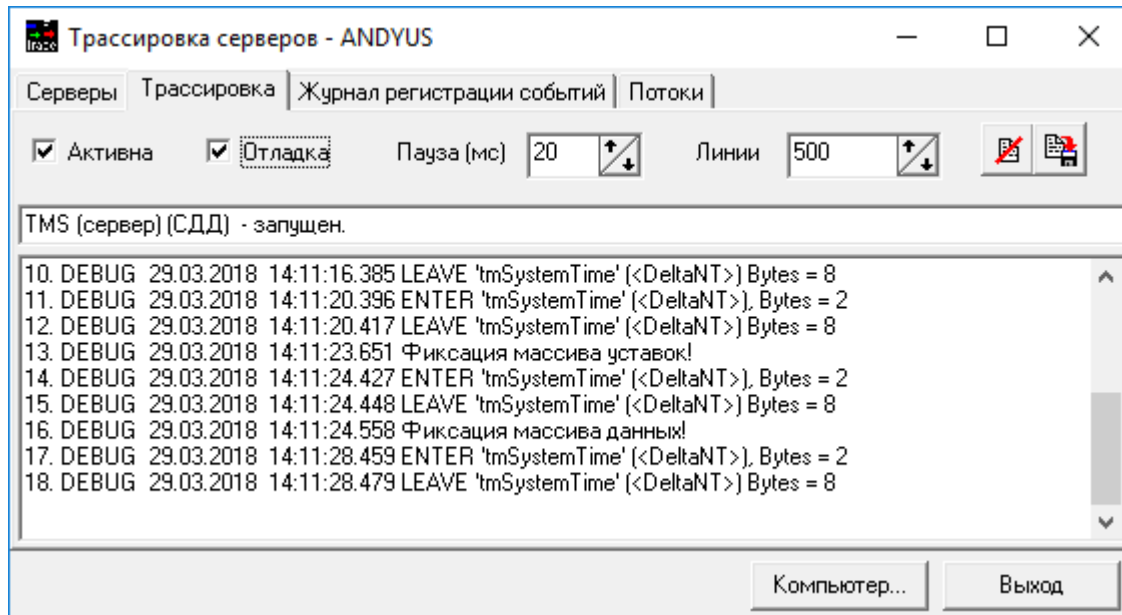 Trace
Трассировка серверов - ANDYUS
Серверы Трассировка Журнал регистрации событий Потоки
Активна Отладка Пауза (мс) 20 Линии 500
TMS (сервер) (СДД)  - запущен.
10. DEBUG  29.03.2018  14:11:16.385 LEAVE 'tmSystemTime' (<DeltaNT>) Bytes = 8
11. DEBUG  29.03.2018  14:11:20.396 ENTER 'tmSystemTime' (<DeltaNT>), Bytes = 2
12. DEBUG  29.03.2018  14:11:20.417 LEAVE 'tmSystemTime' (<DeltaNT>) Bytes = 8
13. DEBUG  29.03.2018  14:11:23.651 Фиксация массива уставок!
14. DEBUG  29.03.2018  14:11:24.427 ENTER 'tmSystemTime' (<DeltaNT>), Bytes = 2
15. DEBUG  29.03.2018  14:11:24.448 LEAVE 'tmSystemTime' (<DeltaNT>) Bytes = 8
16. DEBUG  29.03.2018  14:11:24.558 Фиксация массива данных!
17. DEBUG  29.03.2018  14:11:28.459 ENTER 'tmSystemTime' (<DeltaNT>), Bytes = 2
18. DEBUG  29.03.2018  14:11:28.479 LEAVE 'tmSystemTime' (<DeltaNT>) Bytes = 8
Компьютер... Выход